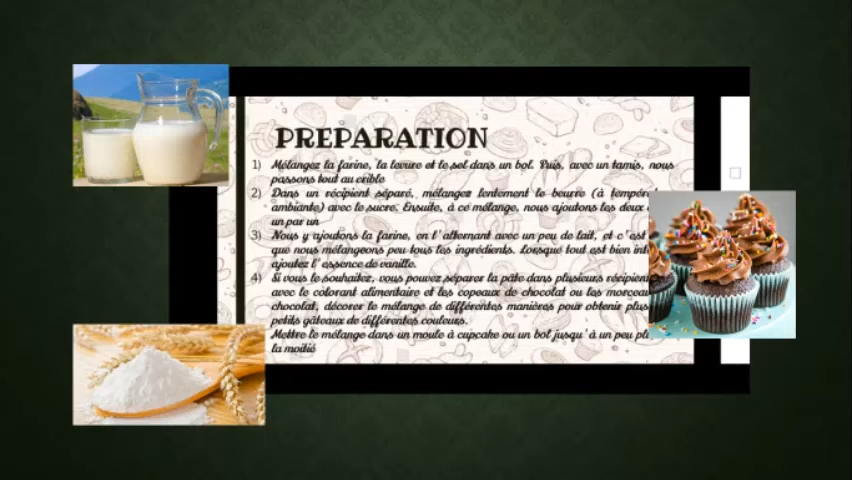 PREPARATION
1) Mélangez la farine, la levure et le sel dans un bol. Puis, avec un tamis, nous
passons tout au crible
2) Dans un récipient séparé, mélangez lentement le beurre (à
ambiante) avec le sucre. Ensuite, à ce mélange, nous ajoutons les deux
un par un
3) Nous y ajoutons la farine, en l'alternant avec un peu de lait, et c'est
que nous mélangeons peu tous les ingrédients. Lorsque tout est bien
ajoutez l'essence de vanille.
4) Si vous le souhaitez, vous pouvez séparer la pâte dans plusieurs
avec le colorant alimentaire et les copeaux de chocolat ou les
chocolat, décorer le mélange de différentes manières pour obtenir
petits gâteaux de différentes couleurs.
Mettre le mélange dans un moule à cupcake ou un bol jusqu'à un peu
la moitié